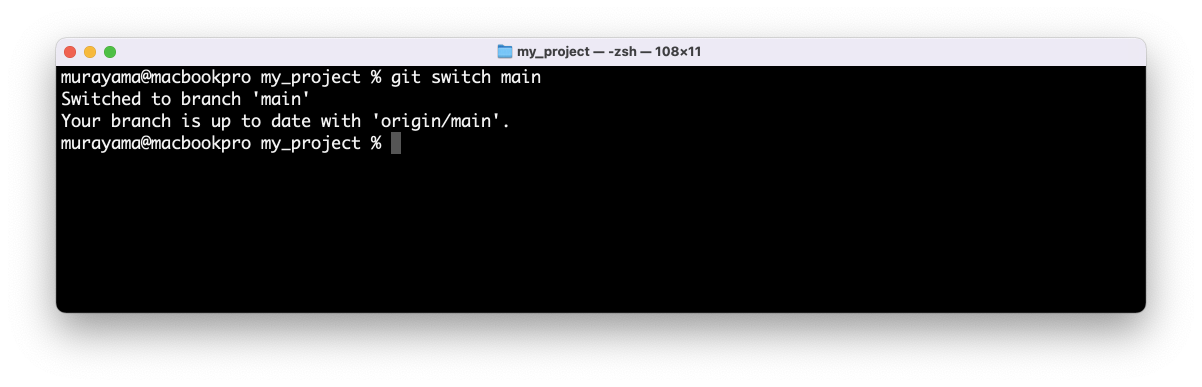 my_project — -zsh — 108×11
murayama@macbookpro my_project % git switch main
Switched to branch 'main'
Your branch is up to date with 'origin/main'.
murayama@macbookpro my_project %